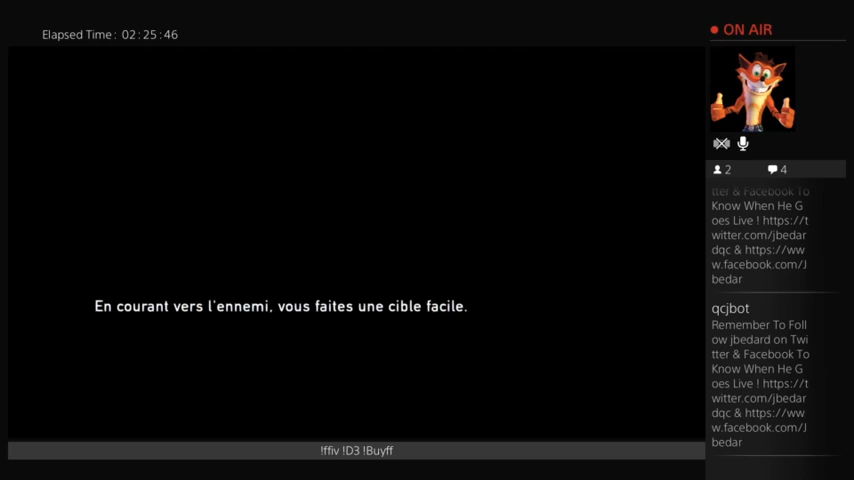 Elapsed Time: 02:25:46
ON AIR
2
4
tter & Facebook To
Know When He G
oes Live ! https://t
witter.com/jbedar
dqc & https://ww
w.facebook.com/J
bedar
En courant vers l'ennemi, vous faites une cible facile.
qcjbot
Remember To Foll
ow jbedard on Twi
tter & Facebook To
Know When He G
oes Live ! https://t
witter.com/jbedar
dqc & https://ww
w.facebook.com/J
bedar
!ffiv !D3 !Buyff